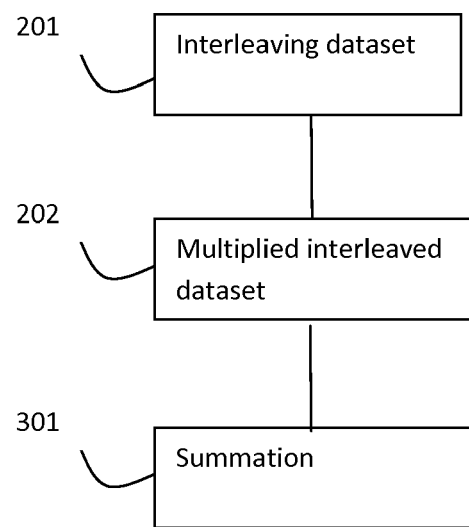 201
Interleaving dataset
202
Multiplied interleaved
dataset
301
Summation